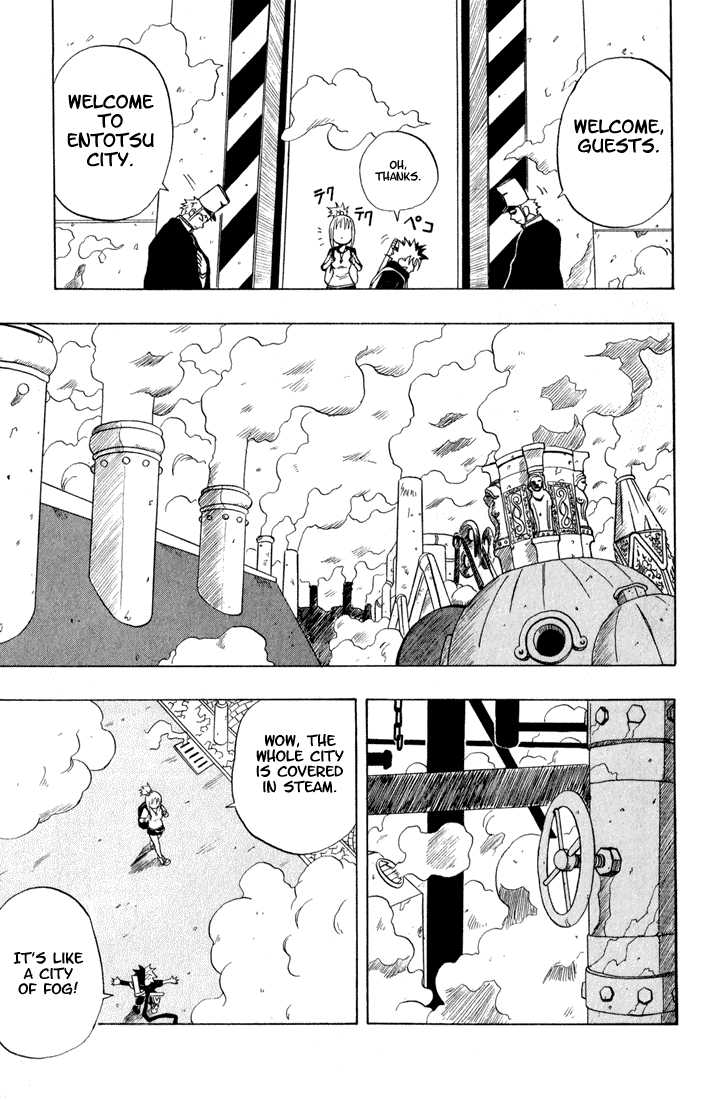 WELCOME,
GUESTS.
OH,
THANKS.
ペコ
テク
テク
WELCOME
TO
ENTOTSU
CITY.
WOW, THE
WHOLE CITY
IS COVERED
IN STEAM.
IT'S LIKE
A CITY
OF FOG!